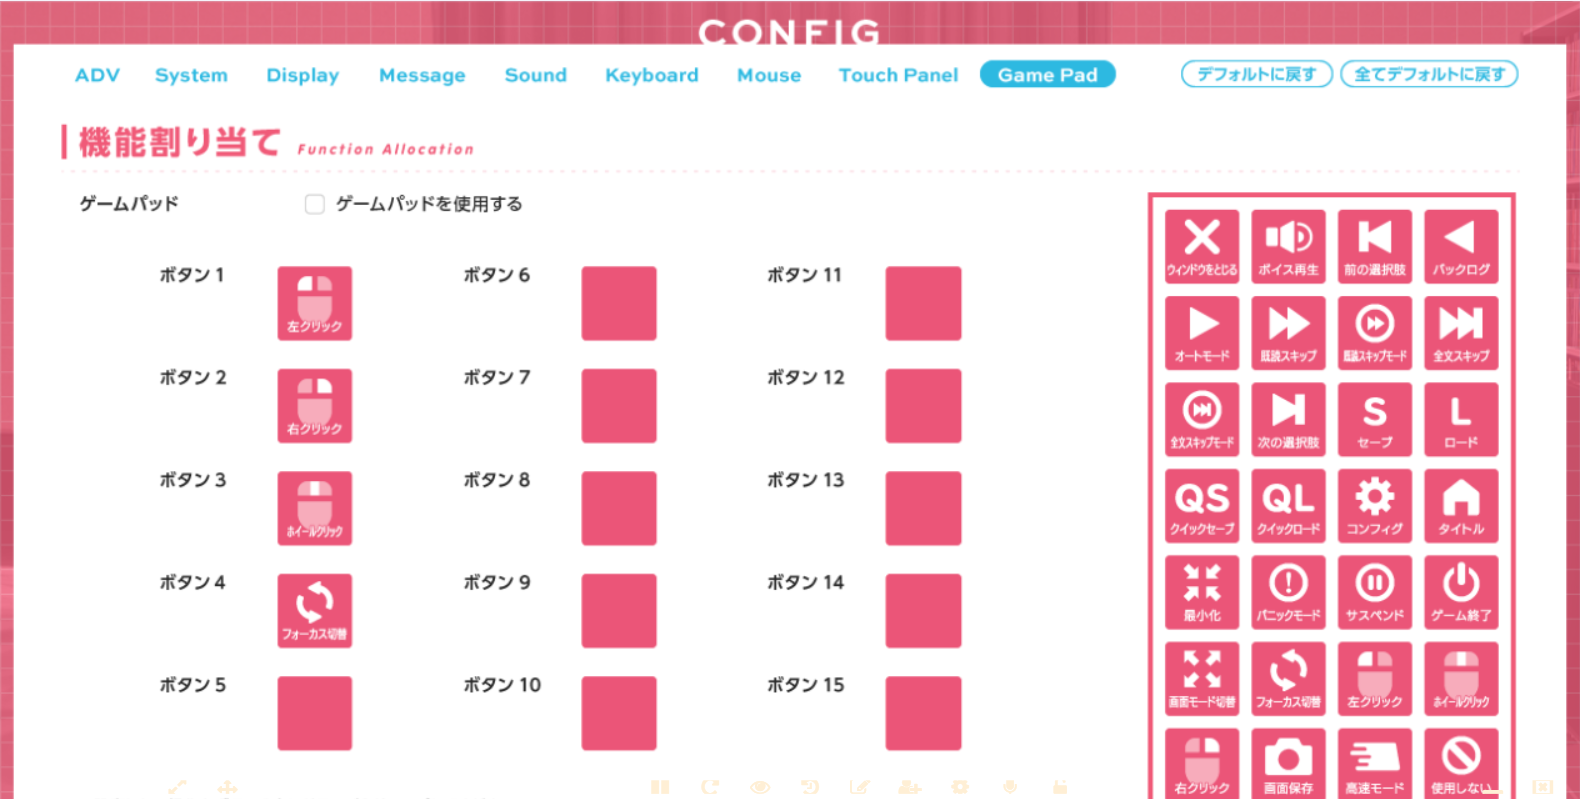 CONFIG
ADV System Display Message Sound Keyboard Mouse Touch Panel Game Pad デフォルトに戻す 全てデフォルトに戻す
機能割り当て Function Allocation
ゲームパッド ゲームパッドを使用する
ボタン 1 左クリック
ボタン 2 右クリック
ボタン 3 ホイールクリック
ボタン 4 フォーカス切替
ボタン 5
ボタン 6
ボタン 7
ボタン 8
ボタン 9
ボタン 10
ボタン 11
ボタン 12
ボタン 13
ボタン 14
ボタン 15
ウィンドウをとじる ボイス再生 前の選択肢 バックログ
オートモード 既読スキップ 既読スキップモード 全文スキップ
全文スキップモード 次の選択肢 S セーブ L ロード
QS クイックセーブ QL クイックロード コンフィグ タイトル
最小化 パニックモード サスペンド ゲーム終了
画面モード切替 フォーカス切替 左クリック ホイールクリック
右クリック 画面保存 高速モード 使用しない